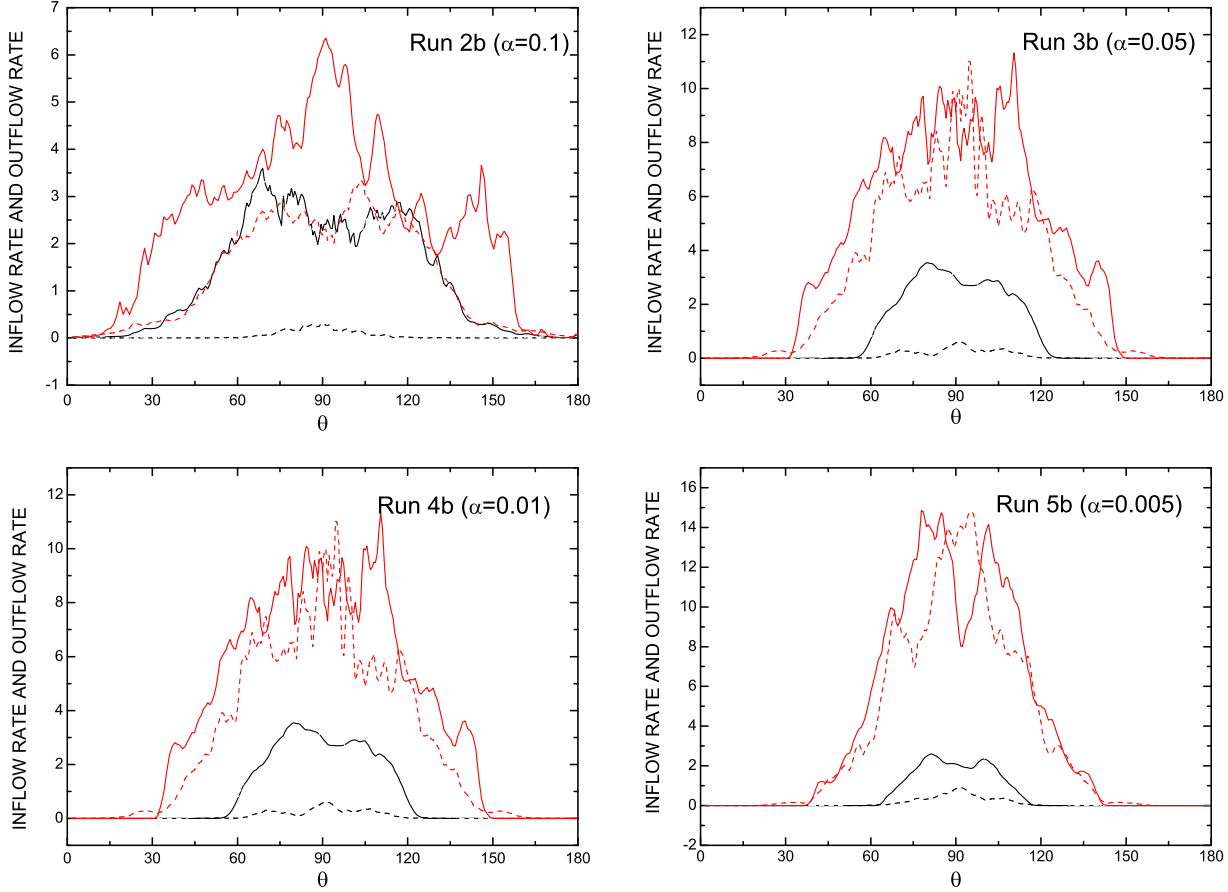 Run 2b (α=0.1)
INFLOW RATE AND OUTFLOW RATE
7
6
5
4
3
2
1
0
-1
0 30 60 90 120 150 180
θ
Run 3b (α=0.05)
INFLOW RATE AND OUTFLOW RATE
12
10
8
6
4
2
0
0 30 60 90 120 150 180
θ
Run 4b (α=0.01)
INFLOW RATE AND OUTFLOW RATE
12
10
8
6
4
2
0
0 30 60 90 120 150 180
θ
Run 5b (α=0.005)
INFLOW RATE AND OUTFLOW RATE
16
14
12
10
8
6
4
2
0
-2
0 30 60 90 120 150 180
θ